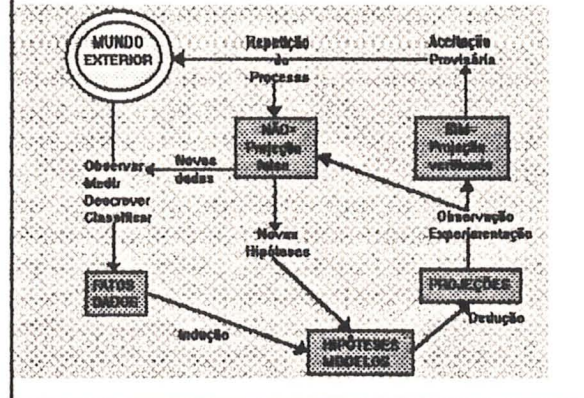 MUNDO
EXTERIOR
Repetição
do
Processo
Aceitação
Provisória
NÃO-
Projeção
falsa
SIM-
Projeção
verificada
Observar
Medir
Descrever
Classificar
Novos
dados
Novas
Hipóteses
Observação
Experimentação
FATOS
DADOS
PROJEÇÕES
Indução
Dedução
HIPÓTESES
MODELOS